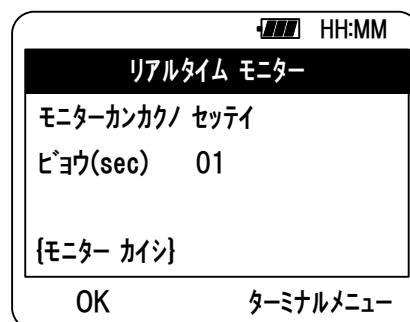 HH:MM
リアルタイム モニター
モニターカンカクノ セッテイ
ビョウ(sec) 01
{モニター カイシ}
OK ターミナルメニュー